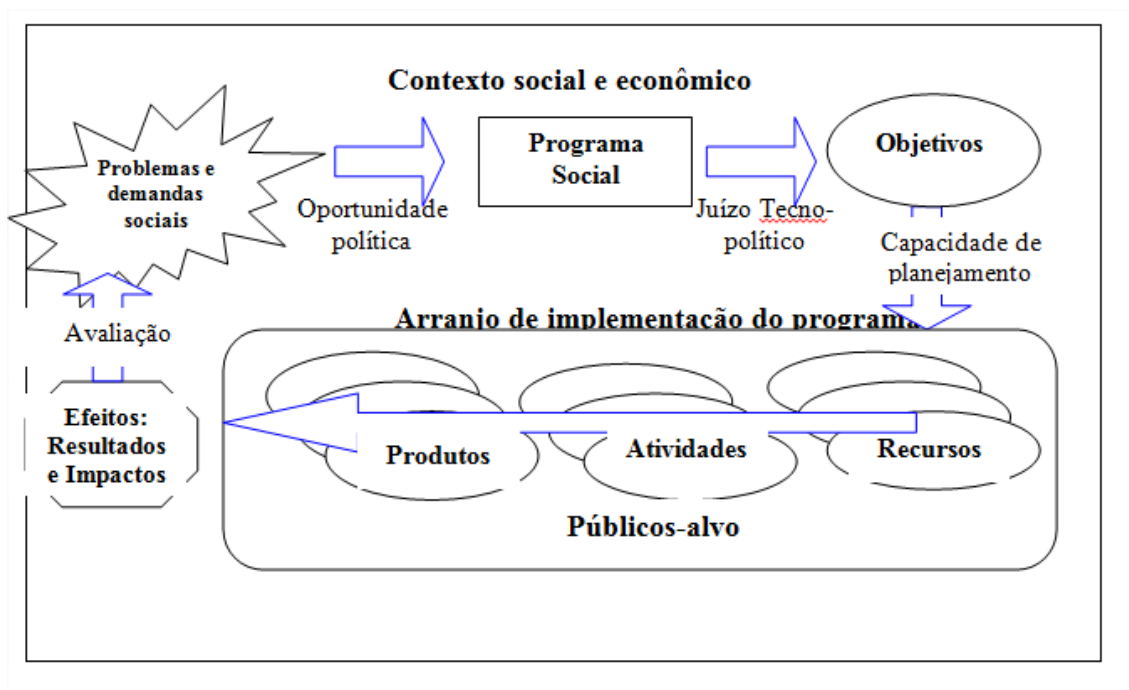 Contexto social e econômico
Problemas e
demandas
sociais
Oportunidade
política
Programa
Social
Juízo Tecno-
político
Objetivos
Capacidade de
planejamento
Arranjo de implementação do programa
Avaliação
Efeitos:
Resultados
e Impactos
Produtos
Atividades
Recursos
Públicos-alvo